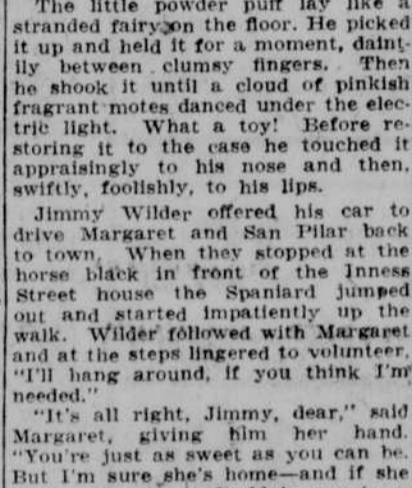 The little powder puff lay like a
stranded fairy on the floor. He picked
it up and held it for a moment, daint-
ily between clumsy fingers. Then
he shook it until a cloud of pinkish
fragrant motes danced under the elec-
tric light. What a toy! Before re-
storing it to the case he touched it
appraisingly to his nose and then,
swiftly, foolishly, to his lips.
Jimmy Wilder offered his car to
drive Margaret and San Pilar back
to town. When they stopped at the
horse black in front of the Inness
Street house the Spaniard jumped
out and started impatiently up the
walk. Wilder followed with Margaret
and at the steps lingered to volunteer,
"I'll hang around, if you think I'm
needed."
"It's all right, Jimmy, dear," said
Margaret, giving him her hand.
"You're just as sweet as you can be.
But I'm sure she's home—and if she